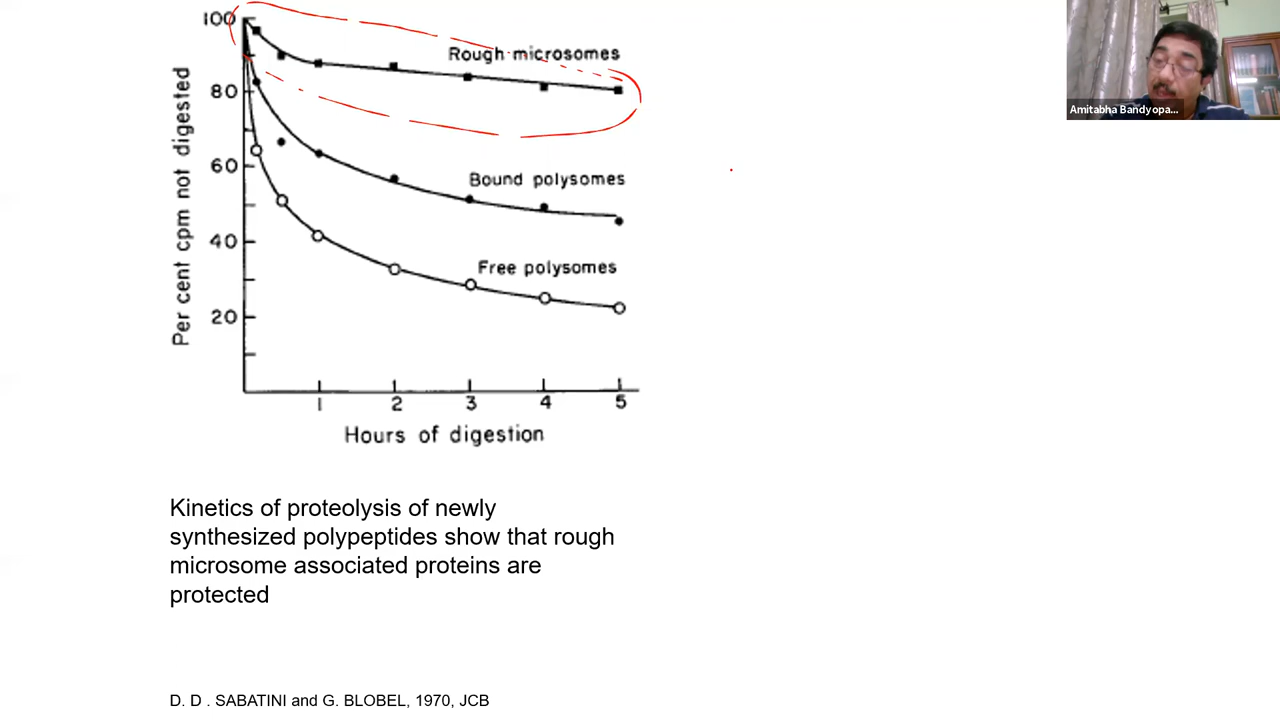 100
Rough microsomes
Amitabha Bandyopa...
80
Per cent cpm not digested
60
Bound polysomes
40
Free polysomes
20
1 2 3 4 5
Hours of digestion
Kinetics of proteolysis of newly
synthesized polypeptides show that rough
microsome associated proteins are
protected
D. D . SABATINI and G. BLOBEL, 1970, JCB